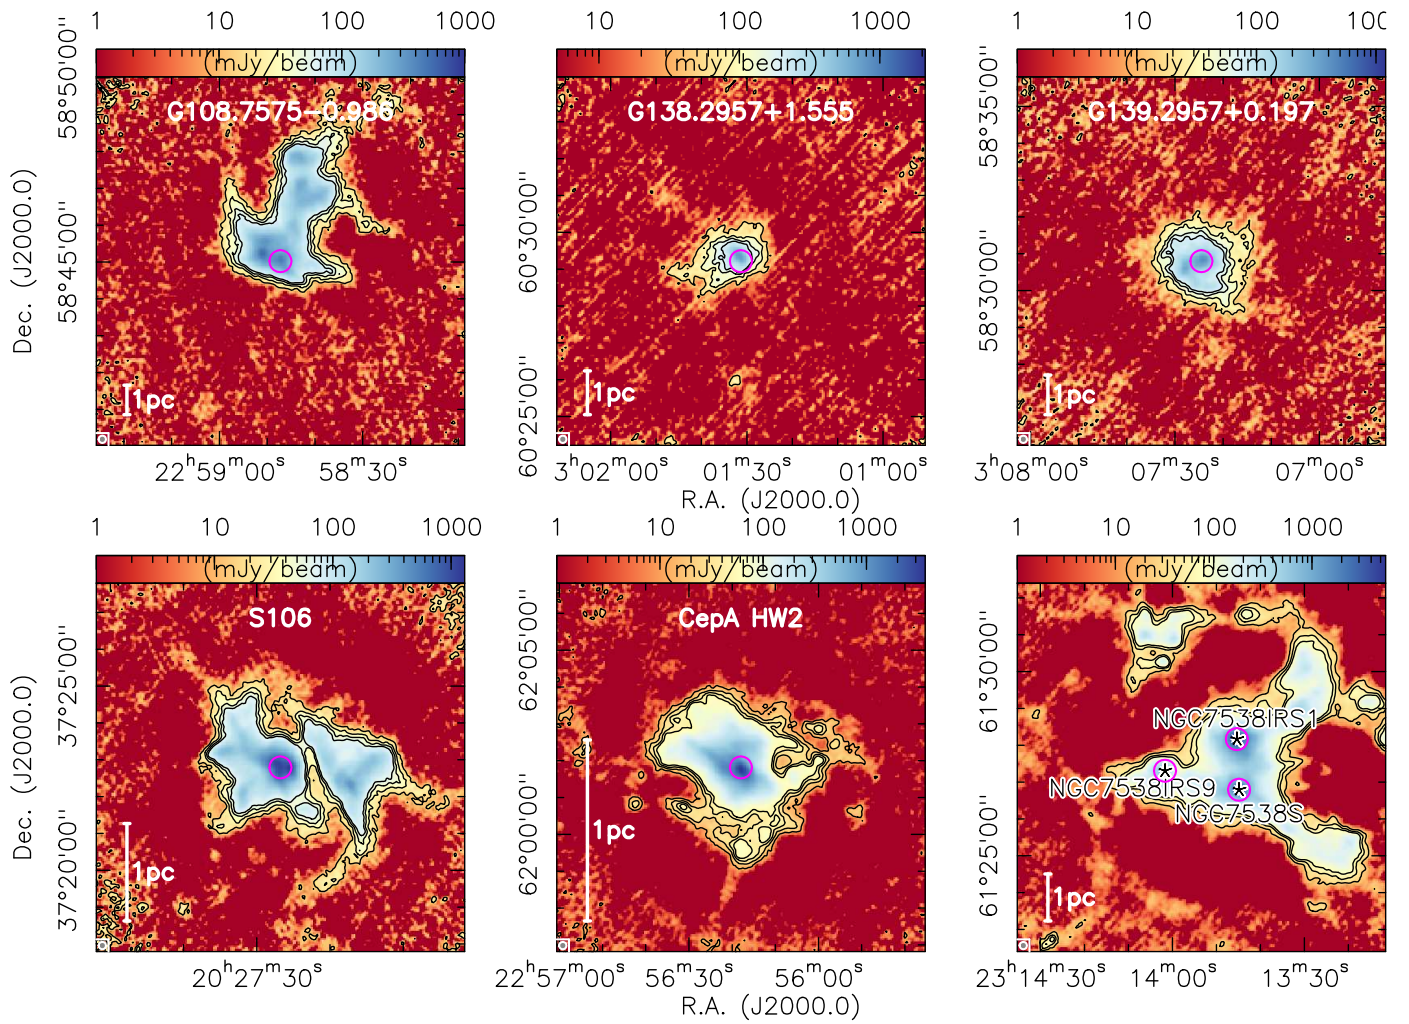 1 10 100 1000
10 100 1000
1 10 100
(mJy/beam)
(mJy/beam)
(mJy/beam)
G108.7575−0.986
G138.2957+1.555
G139.2957+0.197
58°50'00"
58°45'00"
Dec. (J2000.0)
60°30'00"
60°25'00"
58°35'00"
58°30'00"
1pc
1pc
1pc
22ʰ59ᵐ00ˢ 58ᵐ30ˢ
3ʰ02ᵐ00ˢ 01ᵐ30ˢ 01ᵐ00ˢ
3ʰ08ᵐ00ˢ 07ᵐ30ˢ 07ᵐ00ˢ
R.A. (J2000.0)
1 10 100 1000
1 10 100 1000
1 10 100 1000
(mJy/beam)
(mJy/beam)
(mJy/beam)
S106
CepA HW2
37°25'00"
37°20'00"
Dec. (J2000.0)
62°05'00"
62°00'00"
61°30'00"
61°25'00"
NGC7538IRS1
NGC7538IRS9
NGC7538S
1pc
1pc
1pc
20ʰ27ᵐ30ˢ
22ʰ57ᵐ00ˢ 56ᵐ30ˢ 56ᵐ00ˢ
23ʰ14ᵐ30ˢ 14ᵐ00ˢ 13ᵐ30ˢ
R.A. (J2000.0)